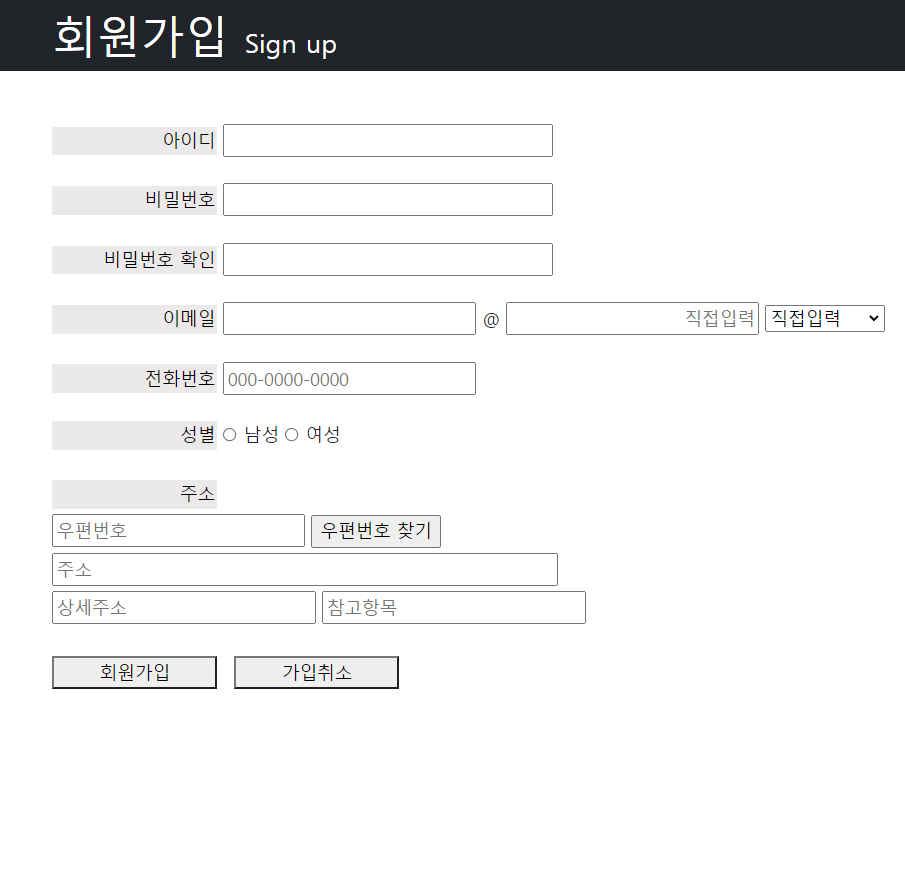 회원가입 Sign up
아이디
비밀번호
비밀번호 확인
이메일 @ 직접입력 직접입력
전화번호 000-0000-0000
성별 남성 여성
주소
우편번호 우편번호 찾기
주소
상세주소 참고항목
회원가입 가입취소